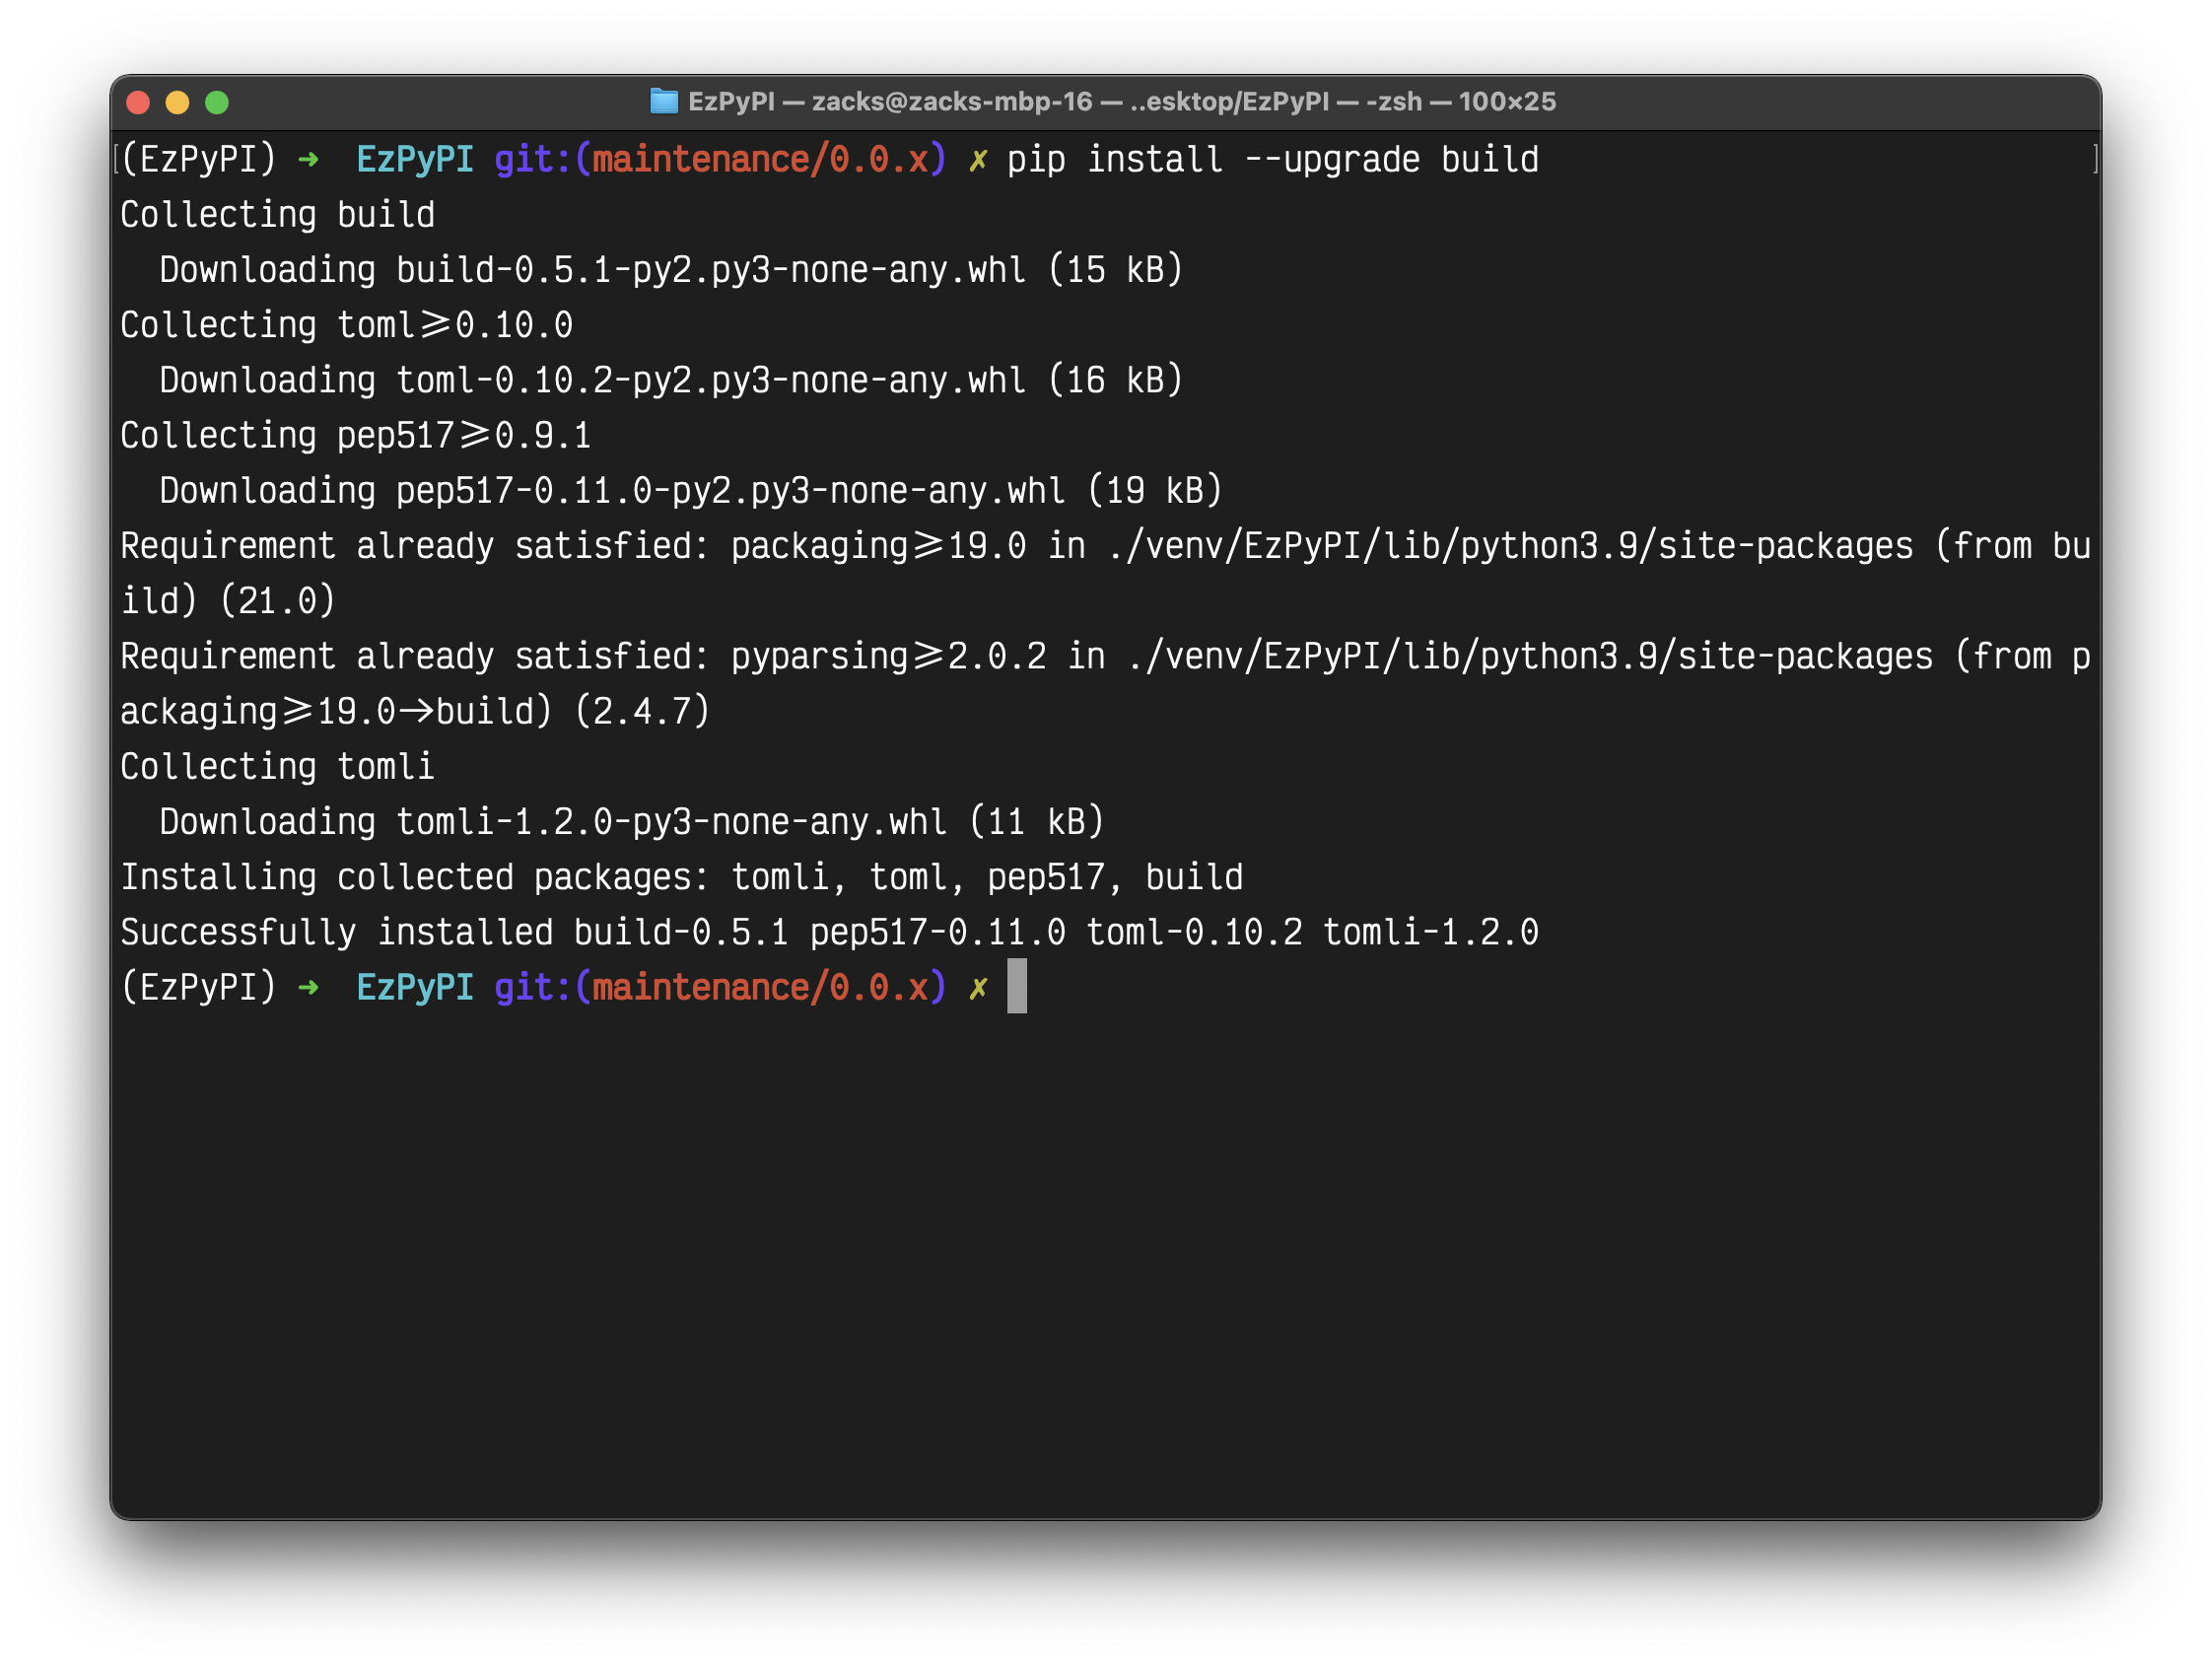 EzPyPI — zacks@zacks-mbp-16 — ..esktop/EzPyPI — -zsh — 100×25
[(EzPyPI) ➜  EzPyPI git:(maintenance/0.0.x) ✗ pip install --upgrade build ]
Collecting build
  Downloading build-0.5.1-py2.py3-none-any.whl (15 kB)
Collecting toml>=0.10.0
  Downloading toml-0.10.2-py2.py3-none-any.whl (16 kB)
Collecting pep517>=0.9.1
  Downloading pep517-0.11.0-py2.py3-none-any.whl (19 kB)
Requirement already satisfied: packaging>=19.0 in ./venv/EzPyPI/lib/python3.9/site-packages (from bu
ild) (21.0)
Requirement already satisfied: pyparsing>=2.0.2 in ./venv/EzPyPI/lib/python3.9/site-packages (from p
ackaging>=19.0->build) (2.4.7)
Collecting tomli
  Downloading tomli-1.2.0-py3-none-any.whl (11 kB)
Installing collected packages: tomli, toml, pep517, build
Successfully installed build-0.5.1 pep517-0.11.0 toml-0.10.2 tomli-1.2.0
(EzPyPI) ➜  EzPyPI git:(maintenance/0.0.x) ✗